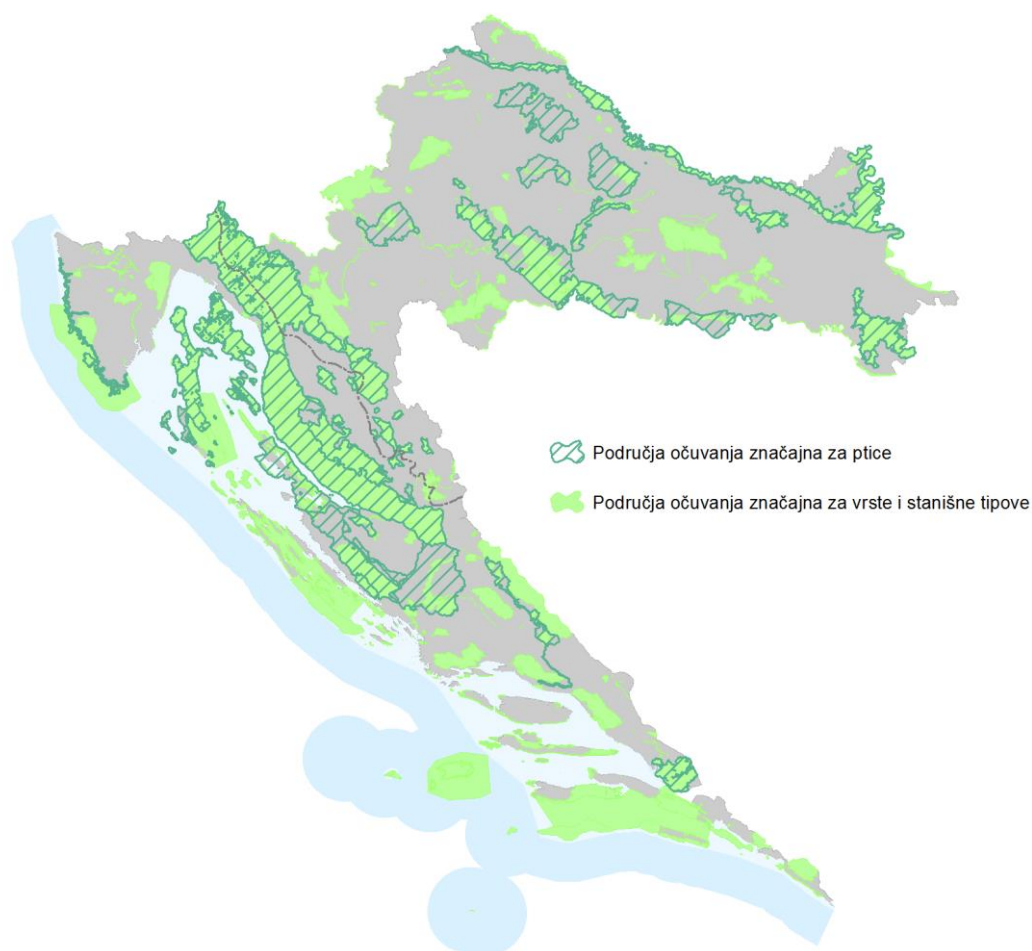 Područja očuvanja značajna za ptice
Područja očuvanja značajna za vrste i stanišne tipove